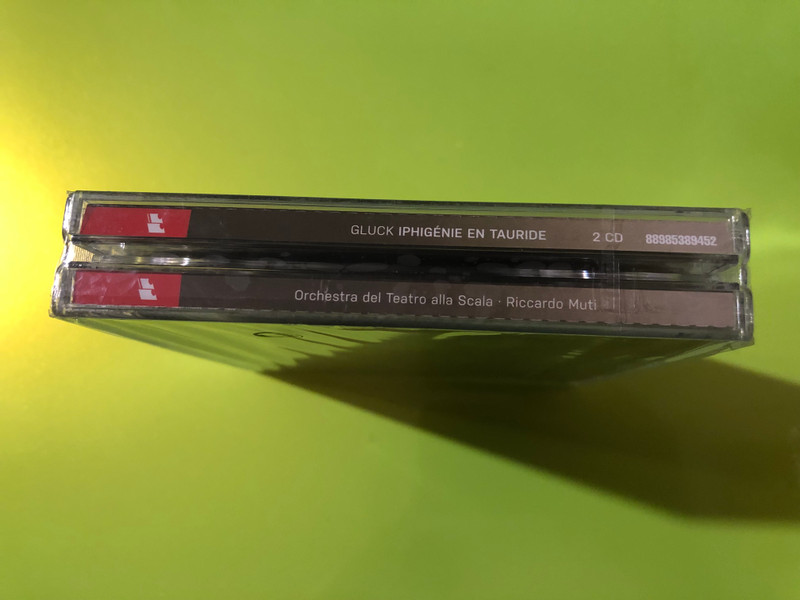 GLUCK IPHIGÉNIE EN TAURIDE 2 CD 88985389452
Orchestra del Teatro alla Scala · Riccardo Muti